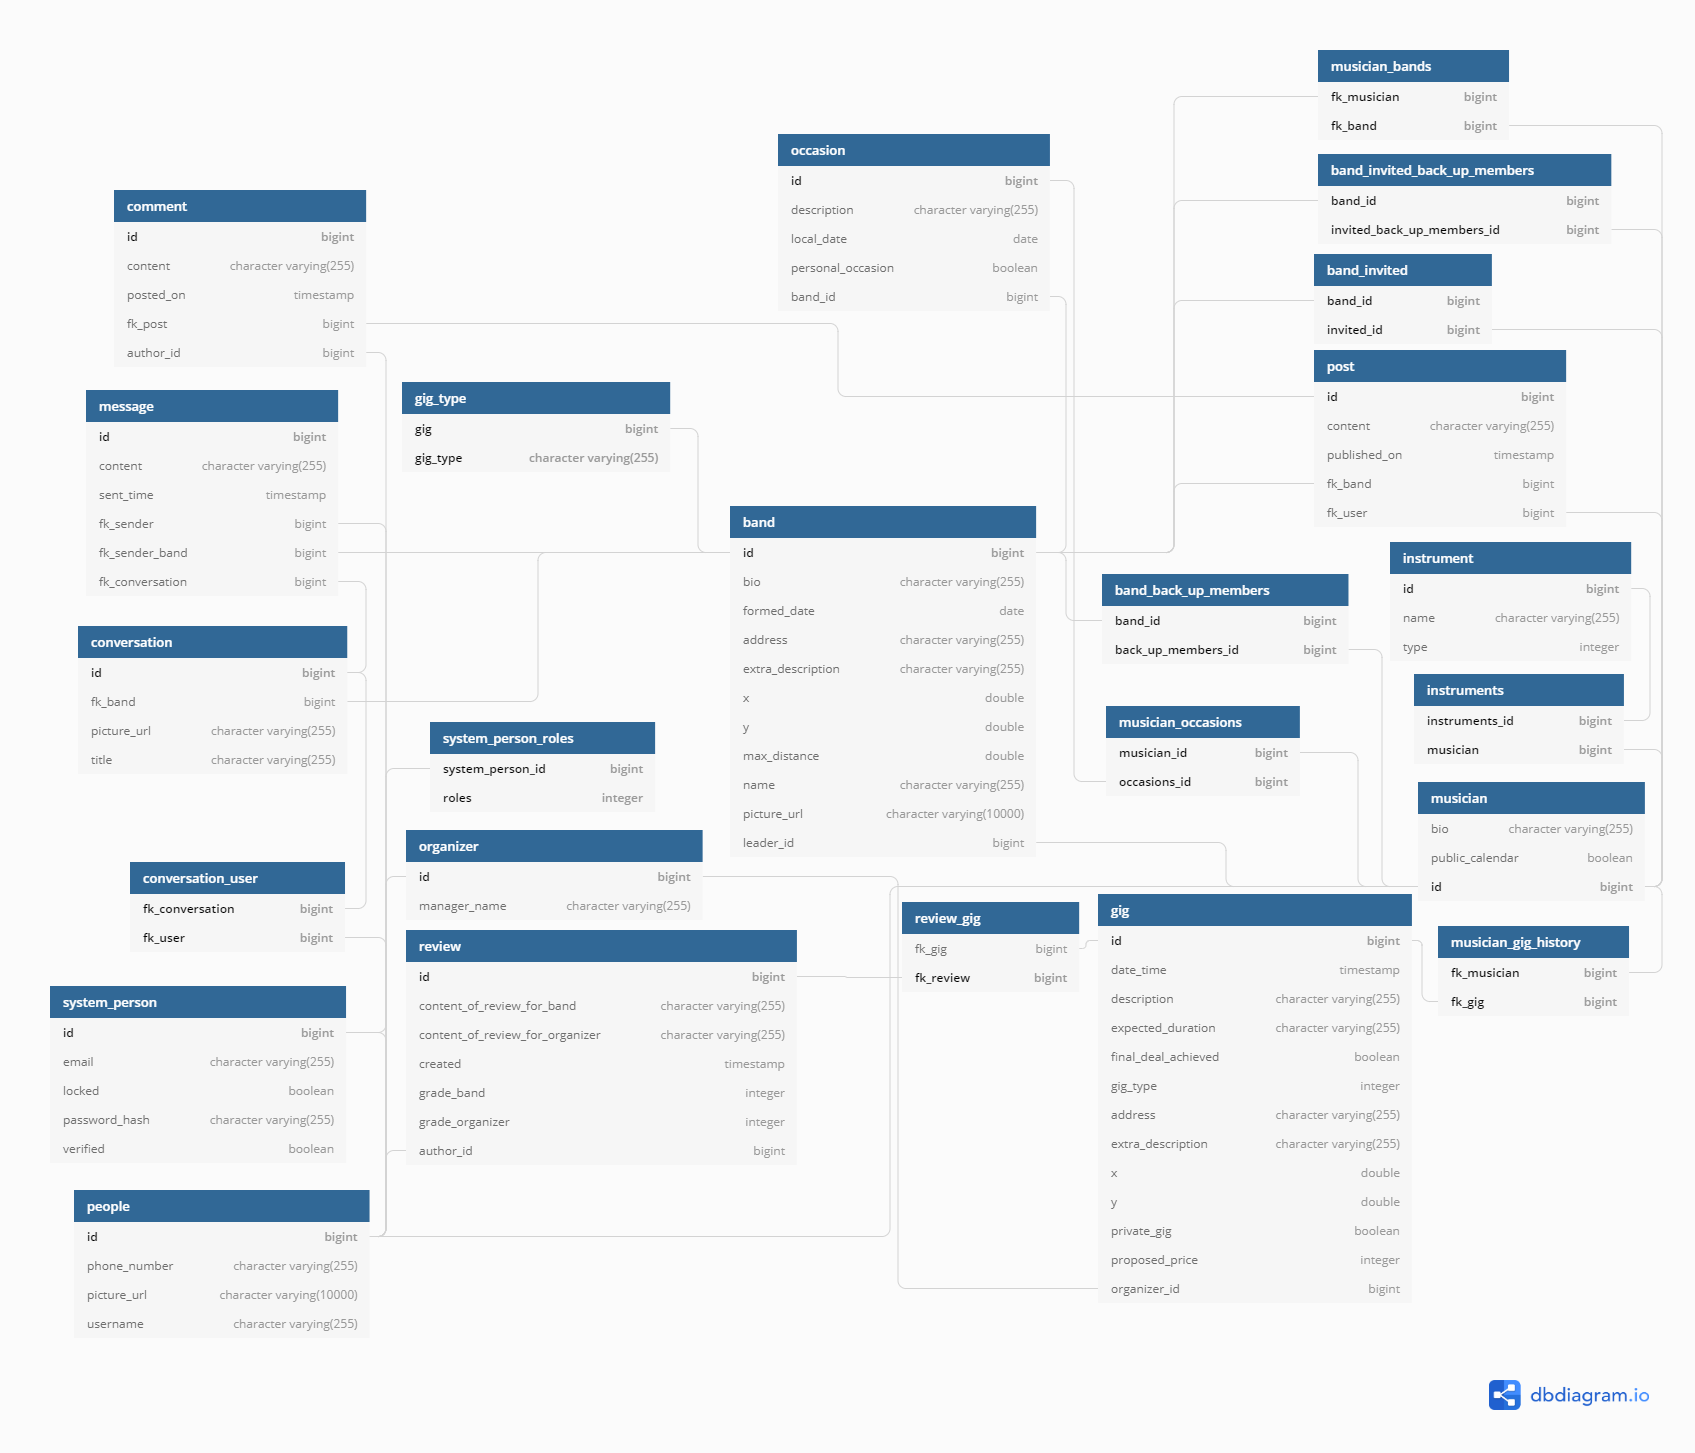 musician_bands
fk_musician bigint
fk_band bigint
occasion
id bigint
description character varying(255)
local_date date
personal_occasion boolean
band_id bigint
band_invited_back_up_members
band_id bigint
invited_back_up_members_id bigint
comment
id bigint
content character varying(255)
posted_on timestamp
fk_post bigint
author_id bigint
band_invited
band_id bigint
invited_id bigint
post
id bigint
content character varying(255)
published_on timestamp
fk_band bigint
fk_user bigint
message
id bigint
content character varying(255)
sent_time timestamp
fk_sender bigint
fk_sender_band bigint
fk_conversation bigint
gig_type
gig bigint
gig_type character varying(255)
band
id bigint
bio character varying(255)
formed_date date
address character varying(255)
extra_description character varying(255)
x double
y double
max_distance double
name character varying(255)
picture_url character varying(10000)
leader_id bigint
instrument
id bigint
name character varying(255)
type integer
band_back_up_members
band_id bigint
back_up_members_id bigint
conversation
id bigint
fk_band bigint
picture_url character varying(255)
title character varying(255)
instruments
instruments_id bigint
musician bigint
musician_occasions
musician_id bigint
occasions_id bigint
system_person_roles
system_person_id bigint
roles integer
musician
bio character varying(255)
public_calendar boolean
id bigint
organizer
id bigint
manager_name character varying(255)
conversation_user
fk_conversation bigint
fk_user bigint
review_gig
fk_gig bigint
fk_review bigint
gig
id bigint
date_time timestamp
description character varying(255)
expected_duration character varying(255)
final_deal_achieved boolean
gig_type integer
address character varying(255)
extra_description character varying(255)
x double
y double
private_gig boolean
proposed_price integer
organizer_id bigint
musician_gig_history
fk_musician bigint
fk_gig bigint
review
id bigint
content_of_review_for_band character varying(255)
content_of_review_for_organizer character varying(255)
created timestamp
grade_band integer
grade_organizer integer
author_id bigint
system_person
id bigint
email character varying(255)
locked boolean
password_hash character varying(255)
verified boolean
people
id bigint
phone_number character varying(255)
picture_url character varying(10000)
username character varying(255)
dbdiagram.io